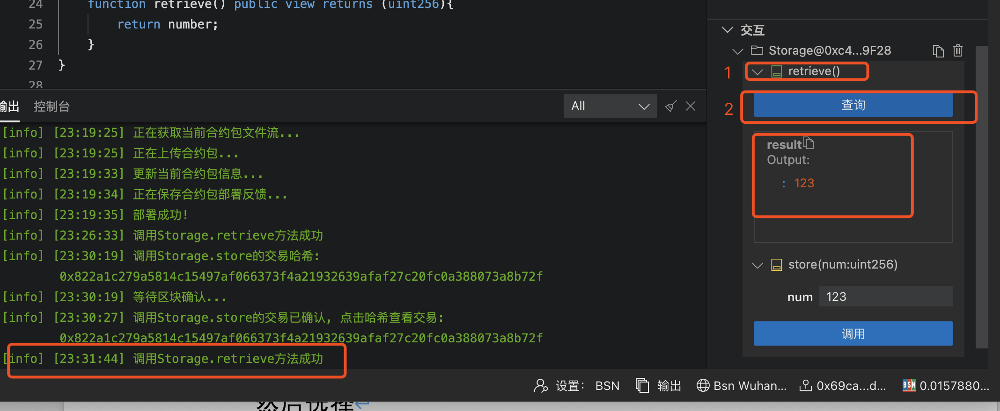 24 function retrieve() public view returns (uint256){
25 return number;
26 }
27 }
28
输出 控制台 All
[info] [23:19:25] 正在获取当前合约包文件流...
[info] [23:19:25] 正在上传合约包...
[info] [23:19:33] 更新当前合约包信息...
[info] [23:19:34] 正在保存合约包部署反馈...
[info] [23:19:35] 部署成功!
[info] [23:26:33] 调用Storage.retrieve方法成功
[info] [23:30:19] 调用Storage.store的交易哈希:
0x822a1c279a5814c15497af066373f4a21932639afaf27c20fc0a388073a8b72f
[info] [23:30:19] 等待区块确认...
[info] [23:30:27] 调用Storage.store的交易已确认, 点击哈希查看交易:
0x822a1c279a5814c15497af066373f4a21932639afaf27c20fc0a388073a8b72f
[info] [23:31:44] 调用Storage.retrieve方法成功
交互
Storage@0xc4...9F28
1 retrieve()
2 查询
result
Output:
: 123
store(num:uint256)
num 123
调用
设置: BSN 输出 Bsn Wuhan... 0x69ca...d... BSN 0.0157880...
然后选择